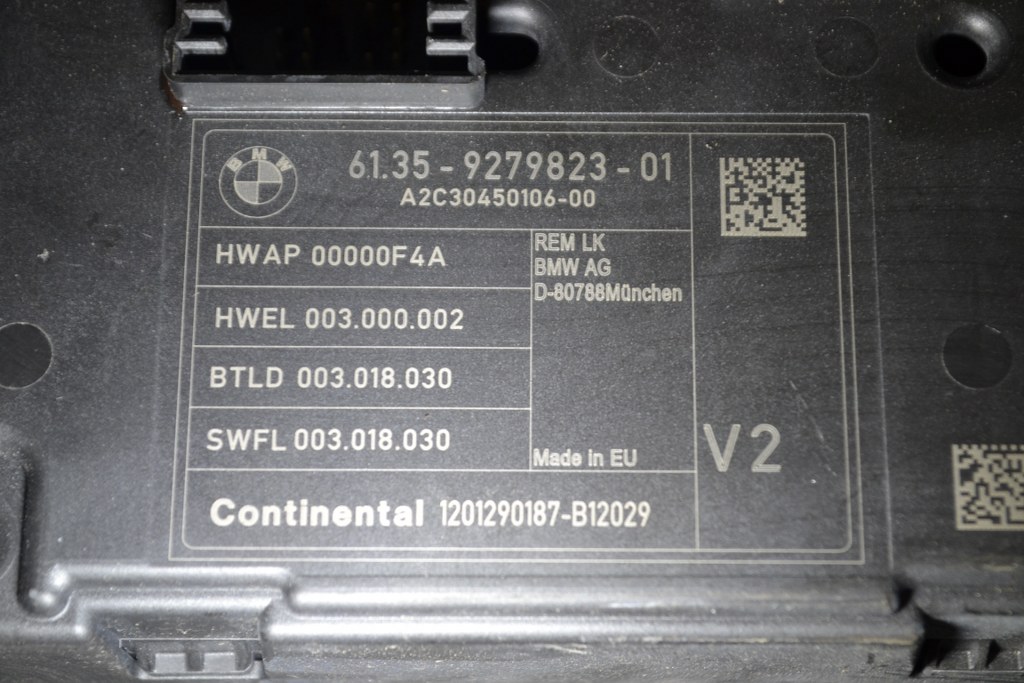 BMW
61.35 - 9279823 - 01
A2C30450106-00
HWAP 00000F4A
HWEL 003.000.002
BTLD 003.018.030
SWFL 003.018.030
REM LK
BMW AG
D-80788München
Made in EU
V2
Continental 1201290187-B12029